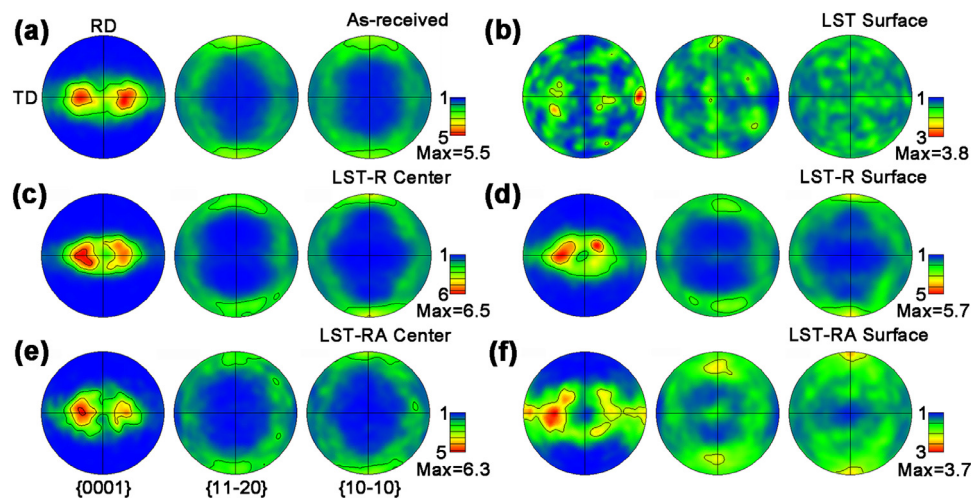 (a) RD As-received
TD
1
5
Max=5.5
(b) LST Surface
1
3
Max=3.8
(c) LST-R Center
1
6
Max=6.5
(d) LST-R Surface
1
5
Max=5.7
(e) LST-RA Center
1
5
Max=6.3
{0001} {11-20} {10-10}
(f) LST-RA Surface
1
3
Max=3.7